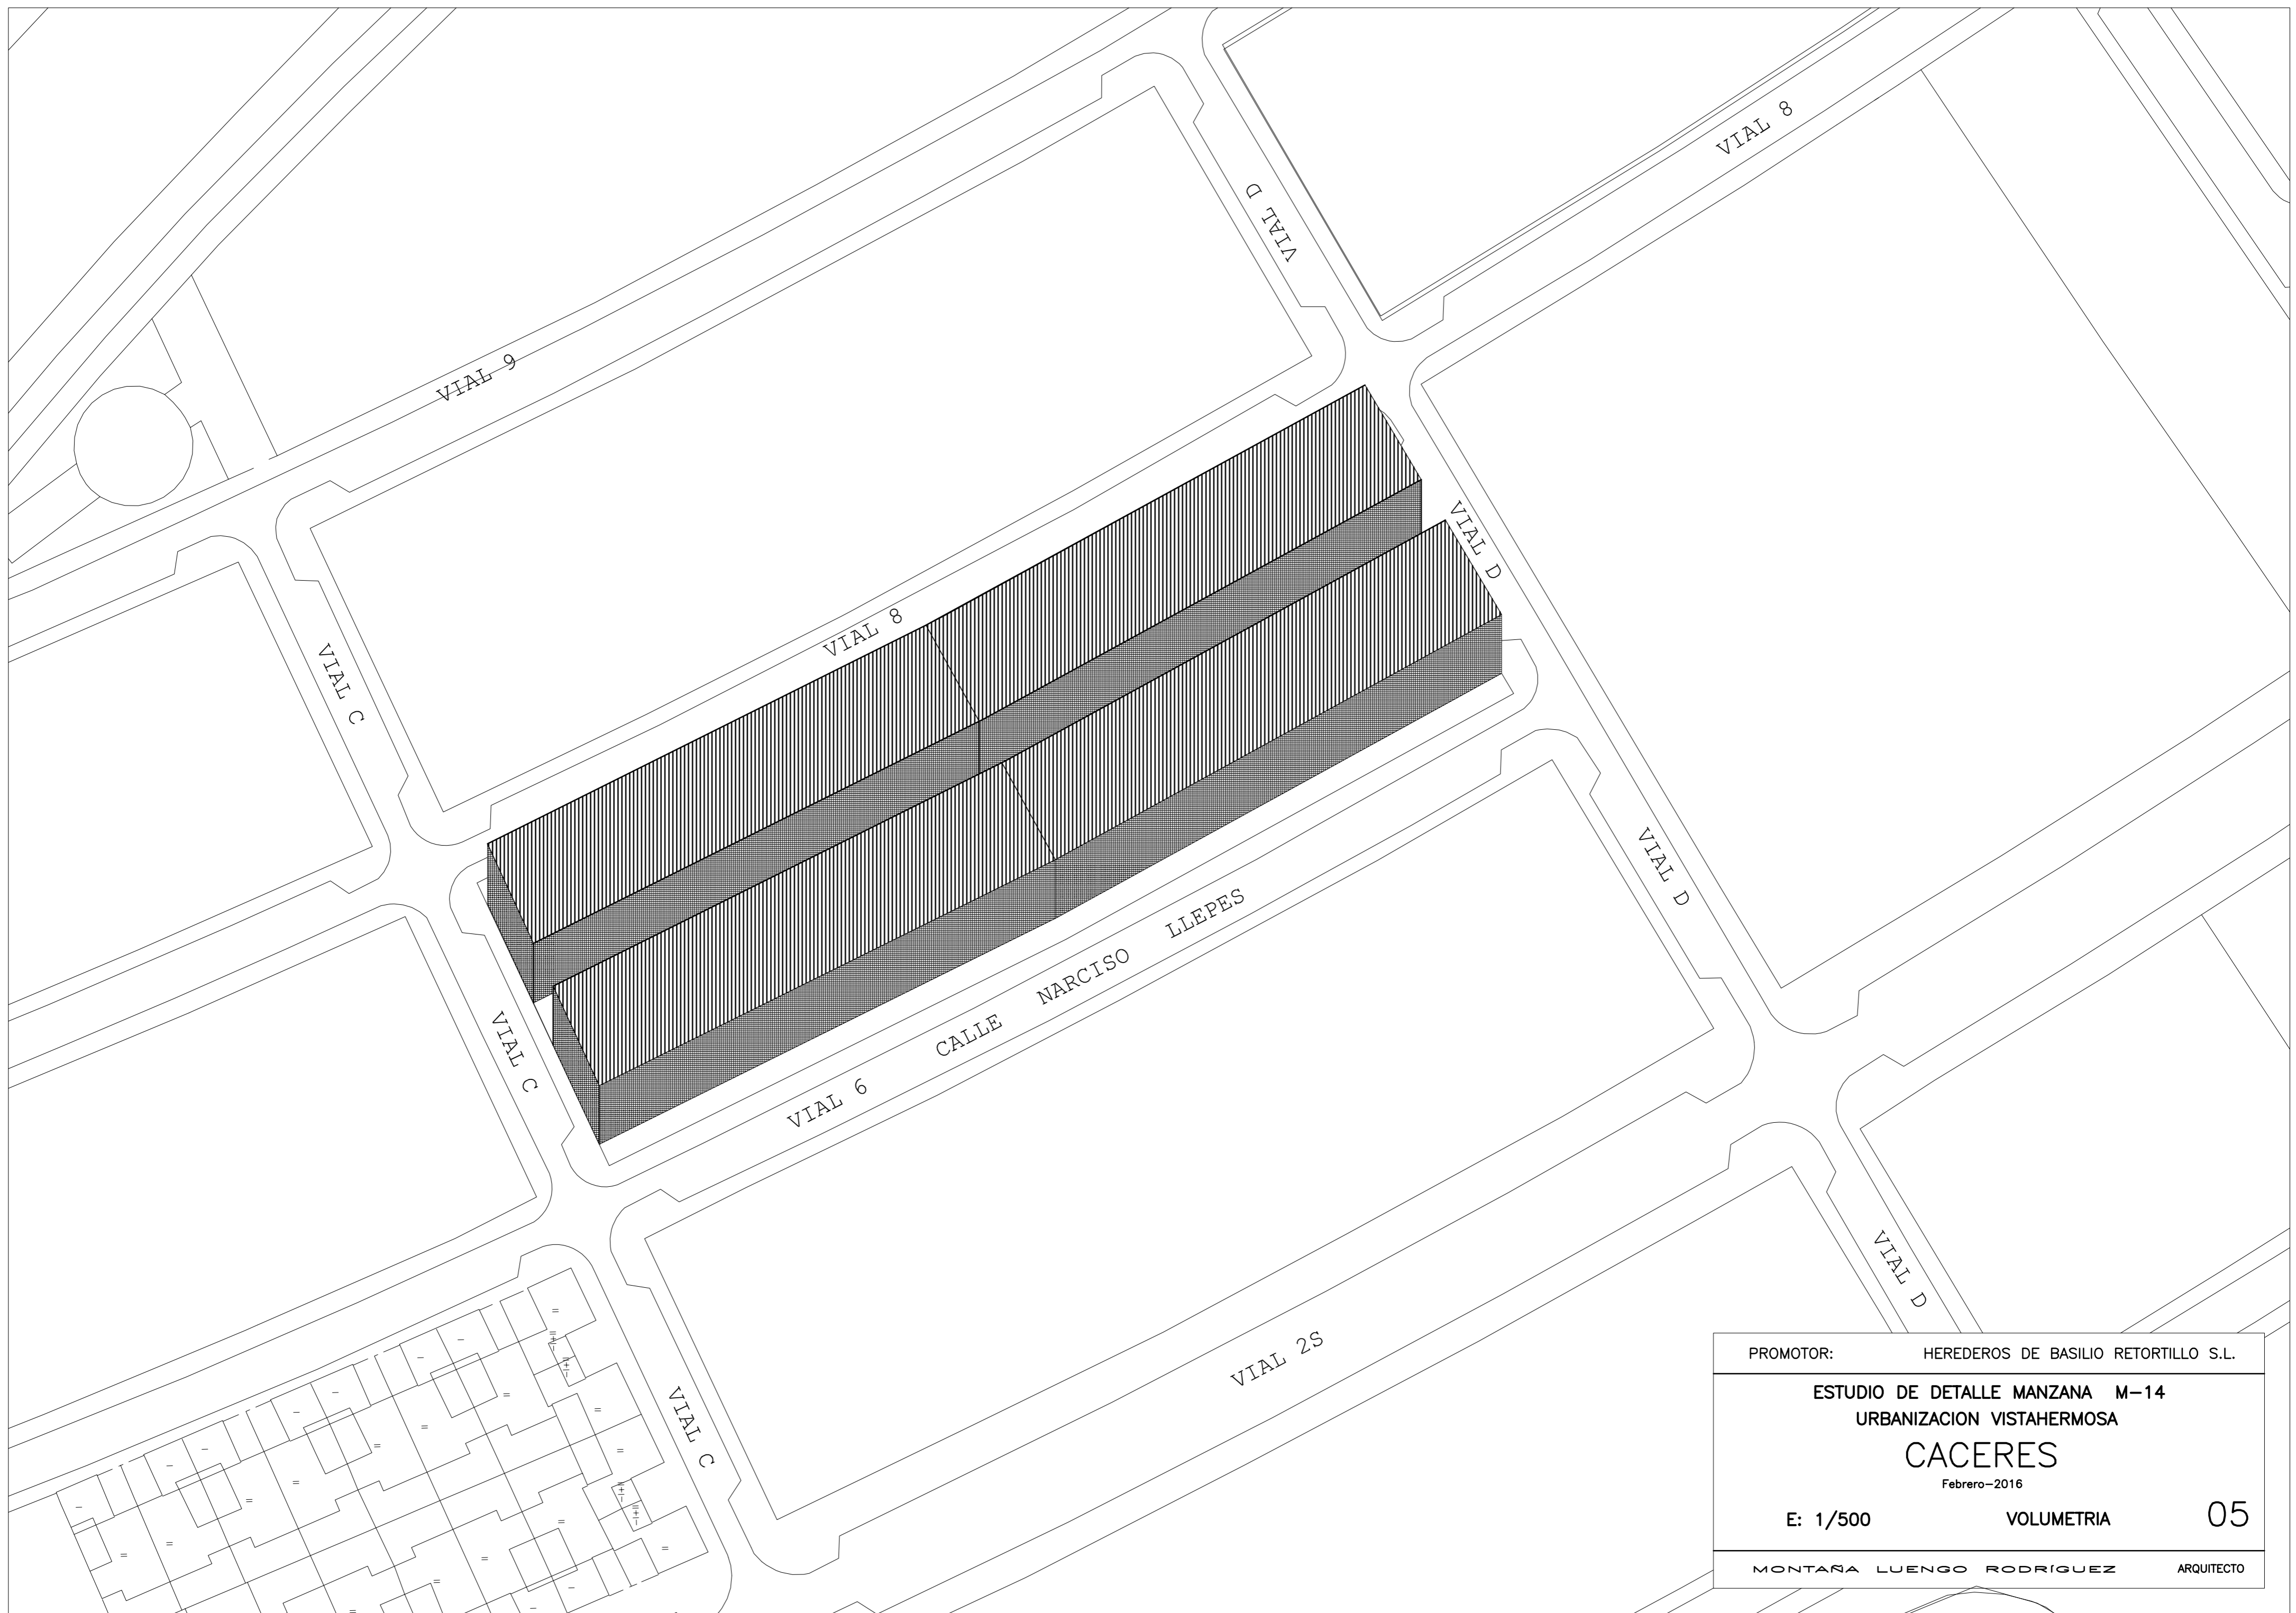 VIAL 8
VIAL D
VIAL 9
VIAL D
VIAL 8
VIAL C
VIAL D
CALLE NARCISO LLEPES
VIAL C
VIAL 6
VIAL D
VIAL 2S
VIAL C
PROMOTOR: HEREDEROS DE BASILIO RETORTILLO S.L.
ESTUDIO DE DETALLE MANZANA M-14
URBANIZACION VISTAHERMOSA
CACERES
Febrero-2016
E: 1/500 VOLUMETRIA 05
MONTAÑA LUENGO RODRÍGUEZ ARQUITECTO